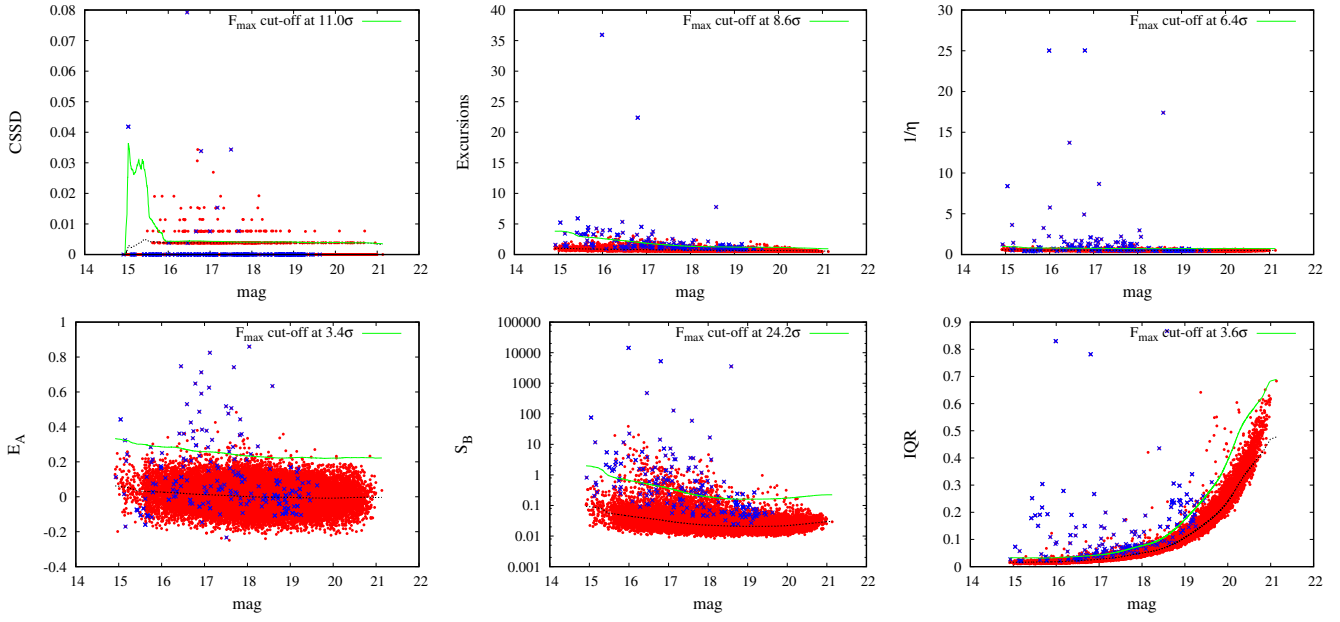 F_max cut-off at 11.0σ
0.08
0.07
0.06
0.05
0.04
0.03
0.02
0.01
0
CSSD
14 15 16 17 18 19 20 21 22
mag
F_max cut-off at 8.6σ
40
35
30
25
20
15
10
5
0
Excursions
14 15 16 17 18 19 20 21 22
mag
F_max cut-off at 6.4σ
30
25
20
15
10
5
0
1/η
14 15 16 17 18 19 20 21 22
mag
F_max cut-off at 3.4σ
1
0.8
0.6
0.4
0.2
0
-0.2
-0.4
E_A
14 15 16 17 18 19 20 21 22
mag
F_max cut-off at 24.2σ
100000
10000
1000
100
10
1
0.1
0.01
0.001
S_B
14 15 16 17 18 19 20 21 22
mag
F_max cut-off at 3.6σ
0.9
0.8
0.7
0.6
0.5
0.4
0.3
0.2
0.1
0
IQR
14 15 16 17 18 19 20 21 22
mag